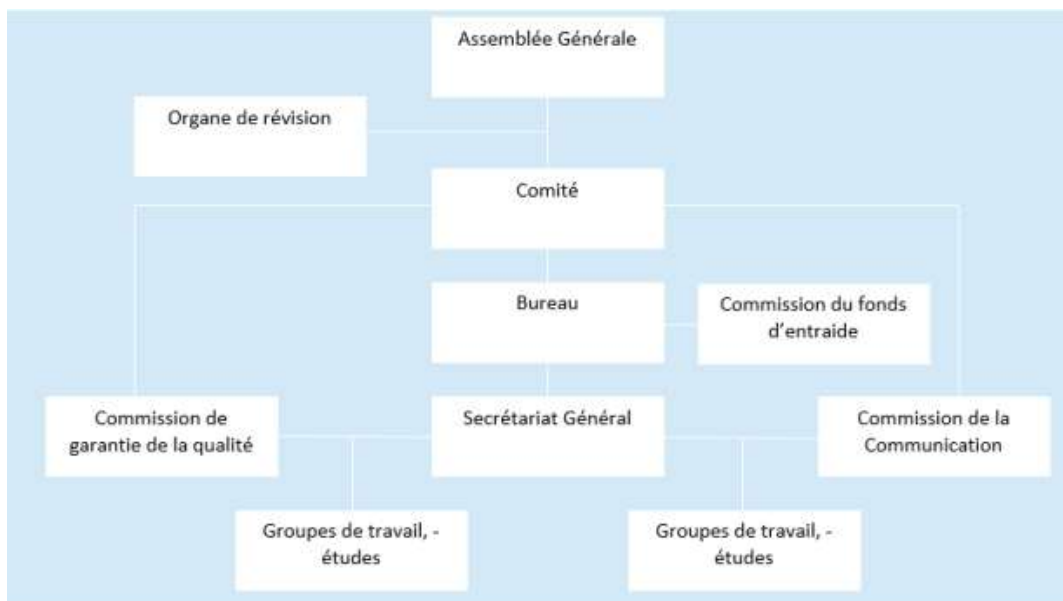 Assemblée Générale
Organe de révision
Comité
Bureau
Commission du fonds
d’entraide
Commission de
garantie de la qualité
Secrétariat Général
Commission de la
Communication
Groupes de travail, -
études
Groupes de travail, -
études